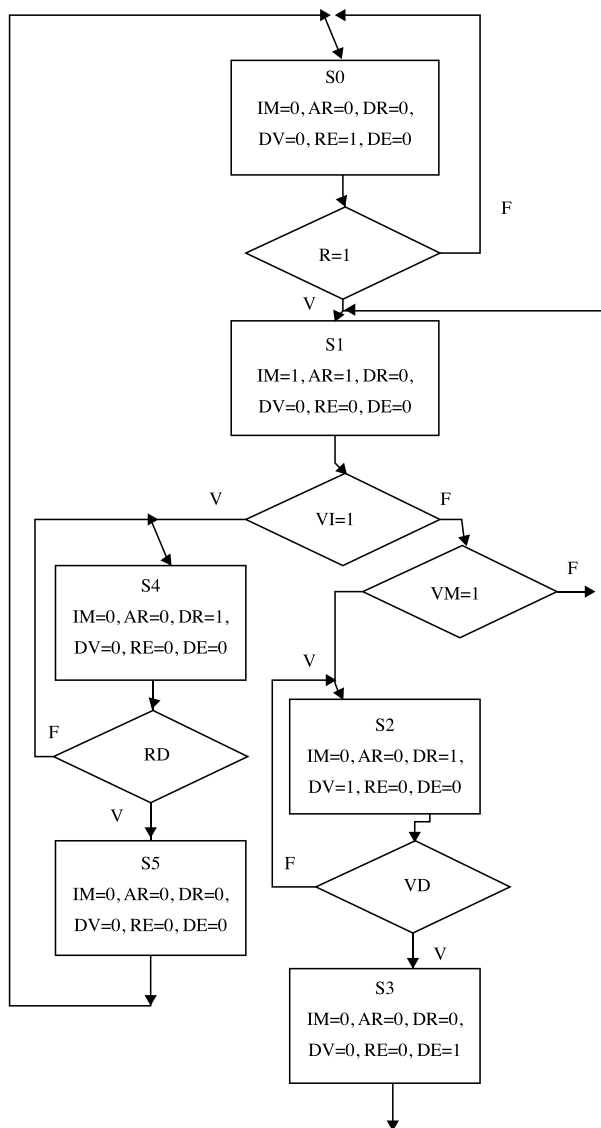 S0
IM=0, AR=0, DR=0,
DV=0, RE=1, DE=0
F
R=1
V
S1
IM=1, AR=1, DR=0,
DV=0, RE=0, DE=0
V
F
VI=1
F
VM=1
S4
IM=0, AR=0, DR=1,
DV=0, RE=0, DE=0
V
S2
IM=0, AR=0, DR=1,
DV=1, RE=0, DE=0
F
RD
V
S5
IM=0, AR=0, DR=0,
DV=0, RE=0, DE=0
F
VD
V
S3
IM=0, AR=0, DR=0,
DV=0, RE=0, DE=1